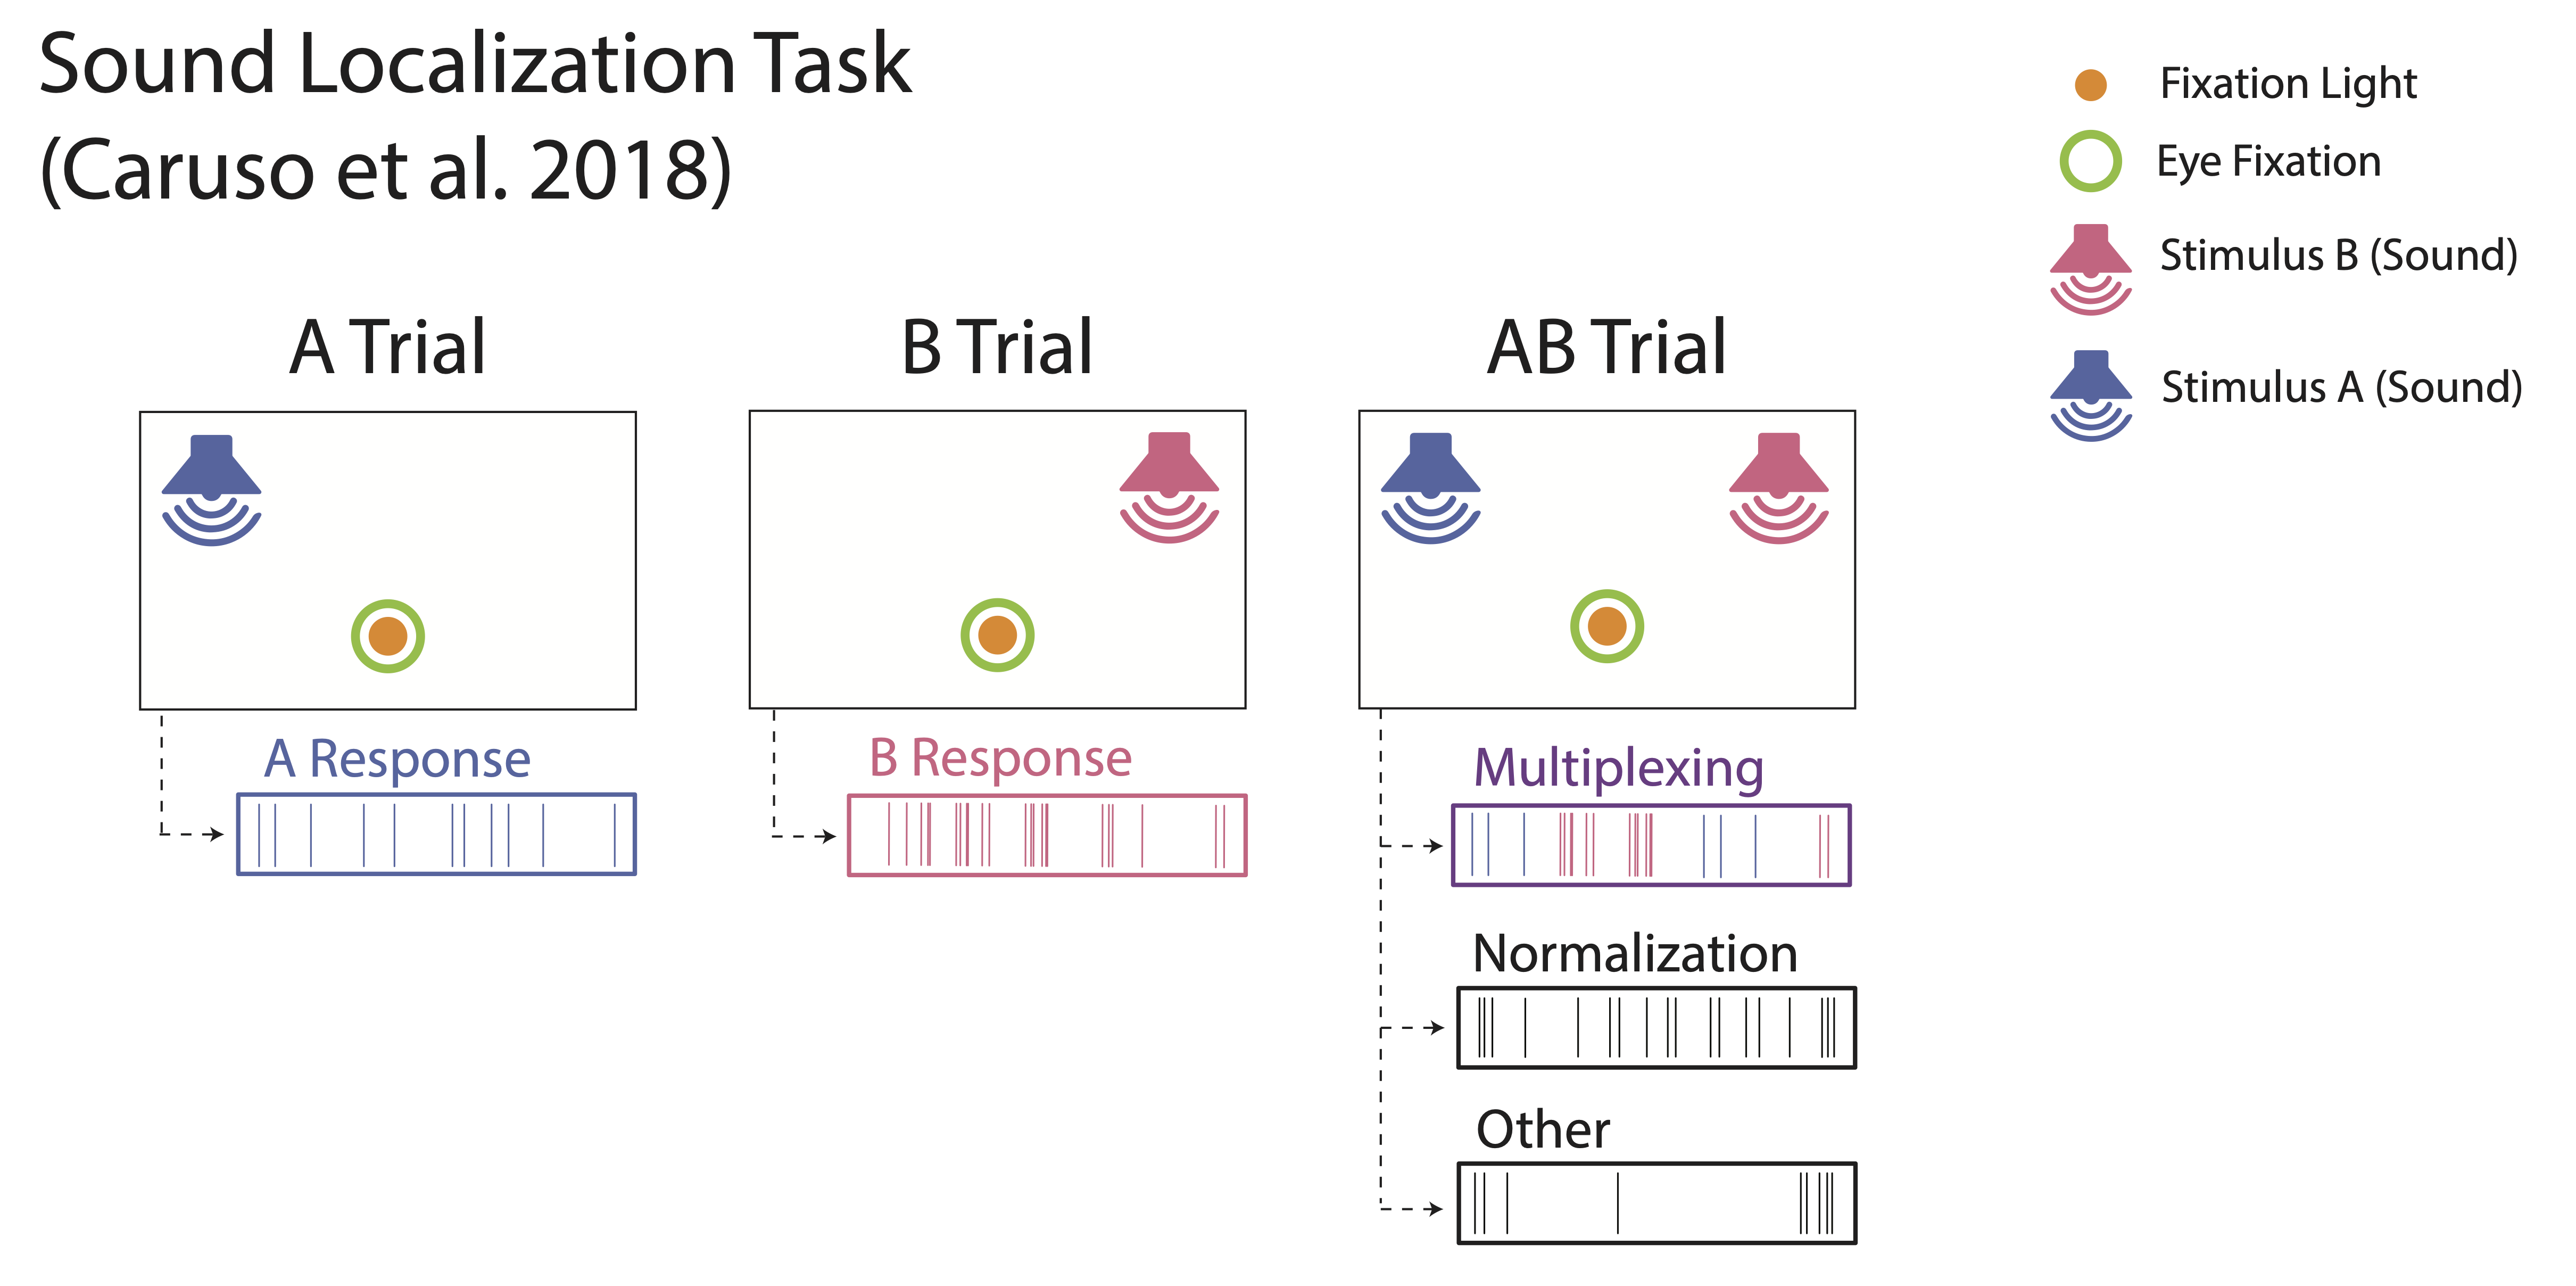 Sound Localization Task
(Caruso et al. 2018)
Fixation Light
Eye Fixation
Stimulus B (Sound)
Stimulus A (Sound)
A Trial
B Trial
AB Trial
A Response
B Response
Multiplexing
Normalization
Other